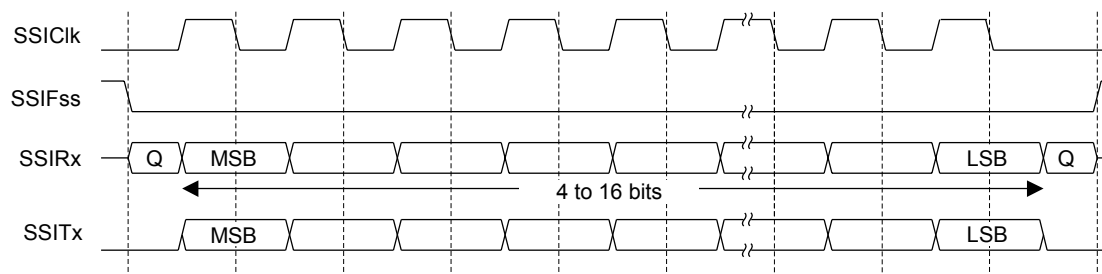 SSIClk
SSIFss
SSIRx Q MSB LSB Q
4 to 16 bits
SSITx MSB LSB